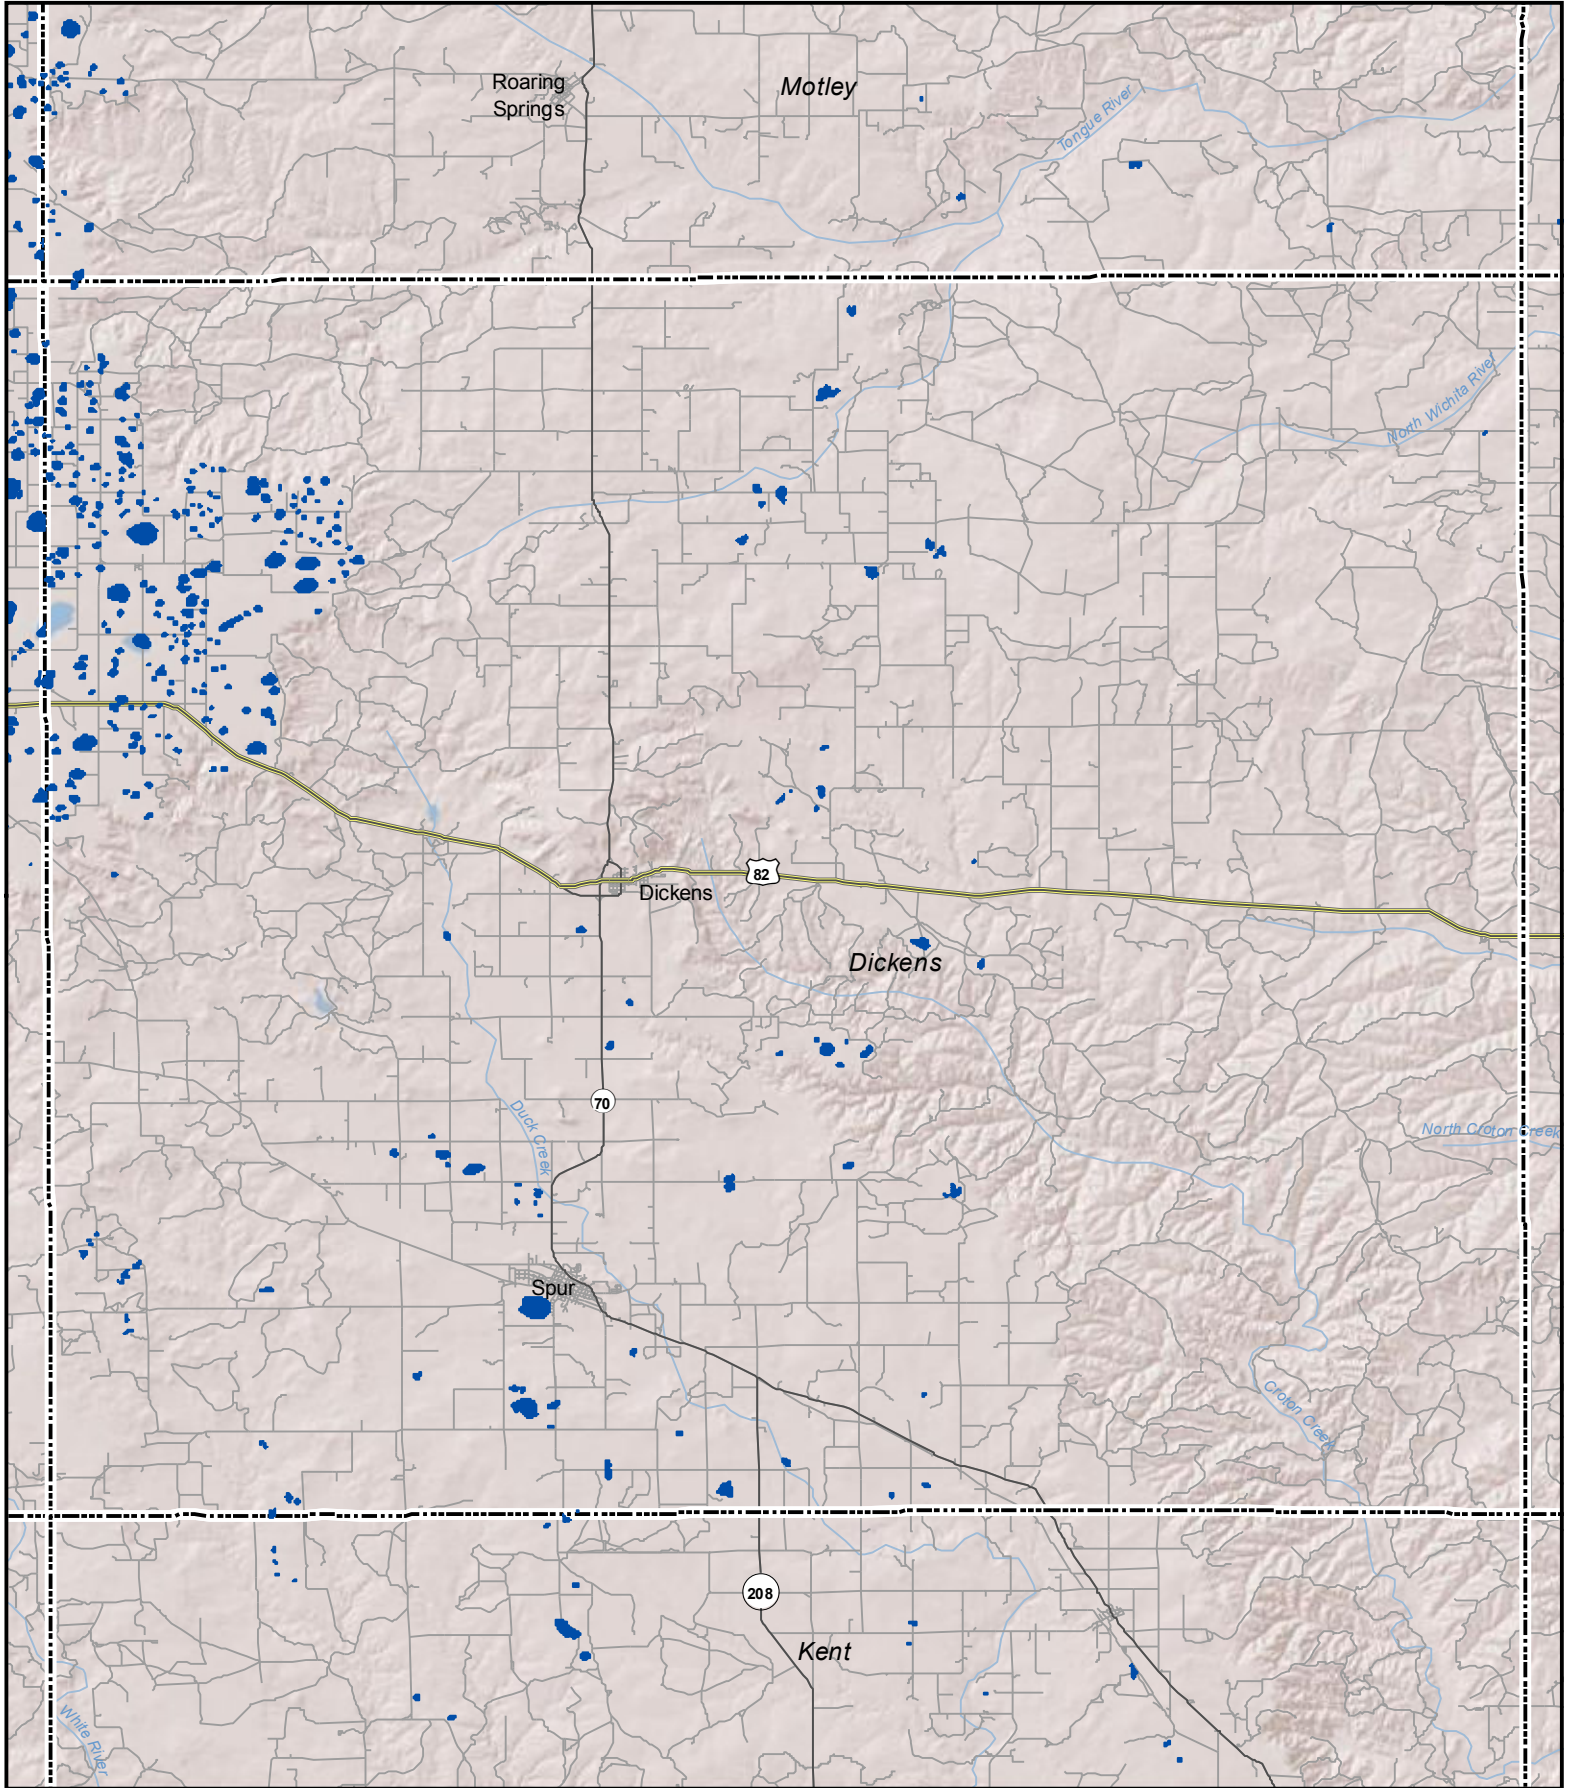 Roaring
Springs
Motley
Tongue River
North Wichita River
82
Dickens
Dickens
70
Duck Creek
North Croton Creek
Spur
Croton Creek
208
Kent
White River